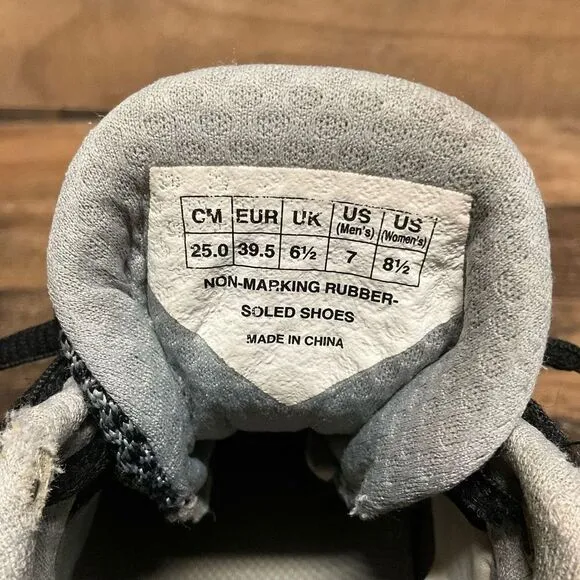 CM EUR UK US (Men's) US (Women's)
25.0 39.5 6½ 7 8½
NON-MARKING RUBBER-
SOLED SHOES
MADE IN CHINA